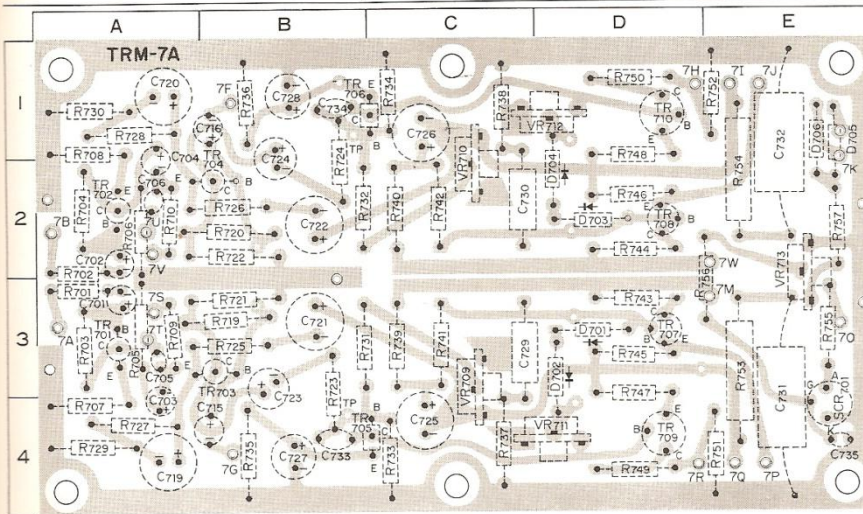 A B C D E
1
2
3
4
TRM-7A
C720
7F
R736
C728
TR
706
E
C
B
C734
R734
R738
R750
7H
R752
7I
7J
R730
R728
C716
C726
VR712
TR
710
C
B
E
C732
D706
D705
R708
C704
TR
704
C724
R724
TP
VR710
D704
R748
R754
7K
C706
TR
702
E
C
B
R704
R710
B
C
R732
R740
R742
C730
R746
R726
C722
D703
TR
708
E
B
C
R757
7B
7U
R706
R720
R722
R744
C702
7V
R702
R756
7W
VR713
R701
C701
7S
R721
R743
7M
R719
C721
R731
R739
R741
C729
D701
TR
707
C
B
E
R755
7O
7A
7T
R709
TR
701
B
C
E
R703
R705
R725
R745
R753
C705
TR703
C
B
E
C723
R723
VR709
D702
R747
C731
A
G
SCR701
K
C703
R707
C715
TP
TR
705
B
C
E
C725
VR711
R727
R735
TR
709
E
B
C
R729
C719
7G
C727
C733
R733
R737
R749
7R
R751
7Q
7P
C735